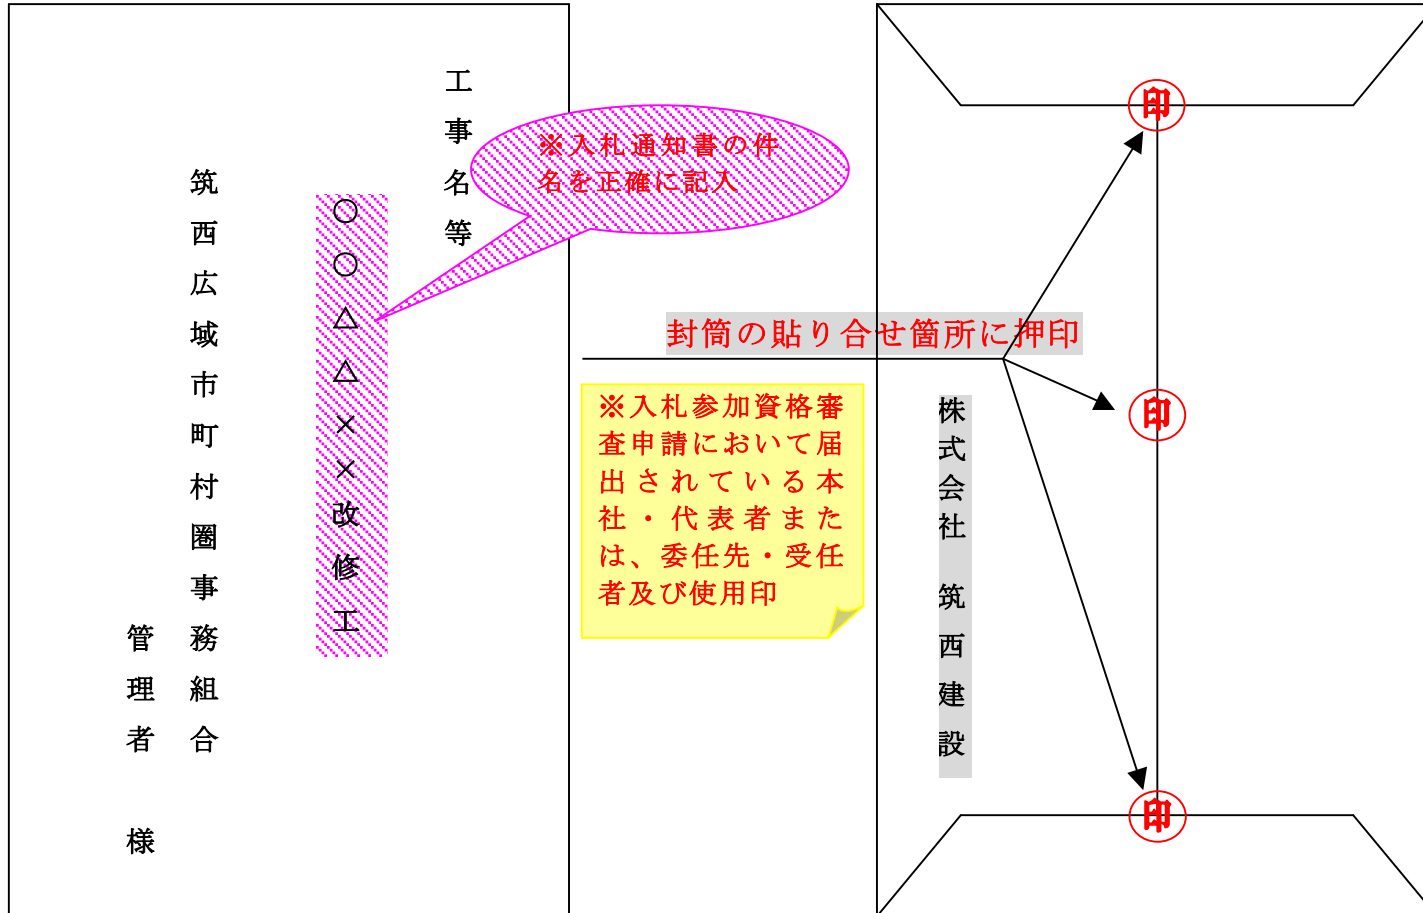 工事名等
○○△△××改修工
筑西広域市町村圏事務組合
管理者　様
※入札通知書の件
名を正確に記入
封筒の貼り合せ箇所に押印
※入札参加資格審
査申請において届
出されている本
社・代表者また
は、委任先・受任
者及び使用印
株式会社　筑西建設
印
印
印